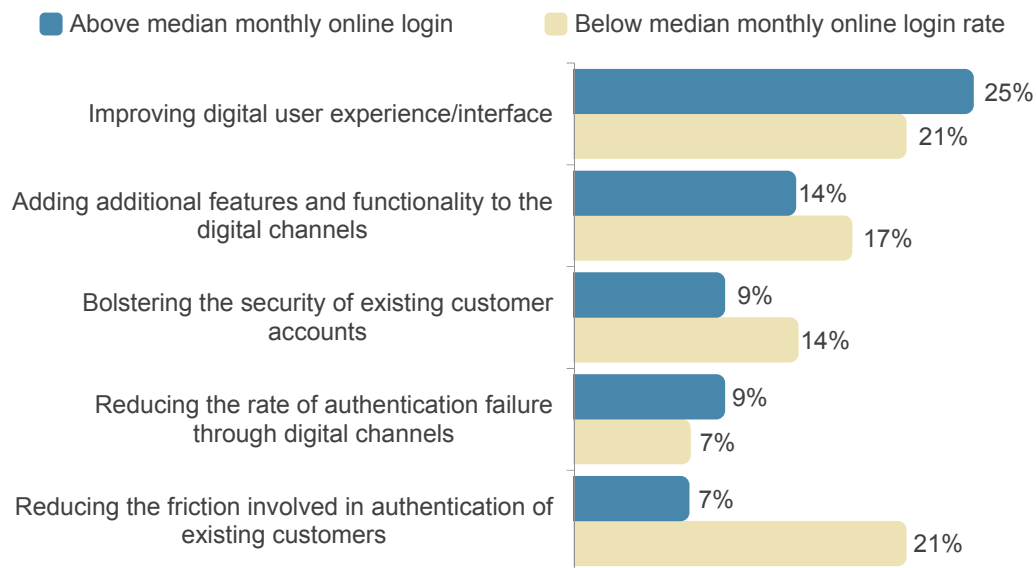 Above median monthly online login
Below median monthly online login rate
Improving digital user experience/interface
25%
21%
Adding additional features and functionality to the
digital channels
14%
17%
Bolstering the security of existing customer
accounts
9%
14%
Reducing the rate of authentication failure
through digital channels
9%
7%
Reducing the friction involved in authentication of
existing customers
7%
21%